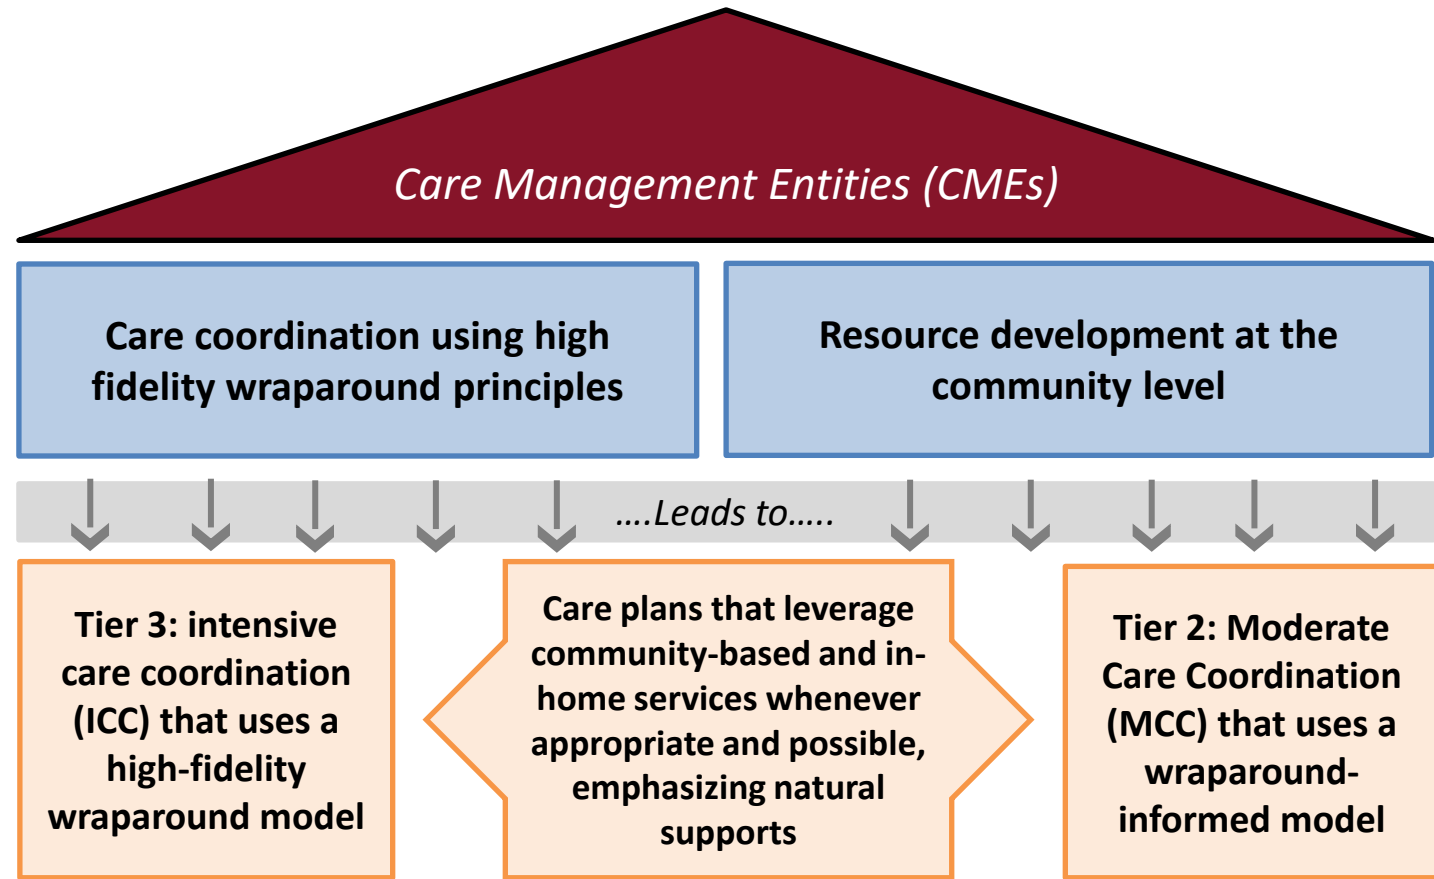 Care Management Entities (CMEs)
Care coordination using high
fidelity wraparound principles
Resource development at the
community level
….Leads to…..
Tier 3: intensive
care coordination
(ICC) that uses a
high-fidelity
wraparound model
Care plans that leverage
community-based and in-
home services whenever
appropriate and possible,
emphasizing natural
supports
Tier 2: Moderate
Care Coordination
(MCC) that uses a
wraparound-
informed model